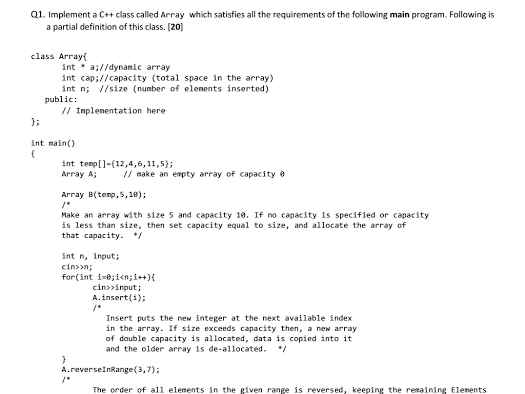 Q1. Implement a C++ class called Array which satisfies all the requirements of the following main program. Following is
a partial definition of this class. [20]
class Array{
int * a;//dynamic array
int cap;//capacity (total space in the array)
int n; //size (number of elements inserted)
public:
// Implementation here
};
int main()
{
int temp[]={12,4,6,11,5};
Array A; // make an empty array of capacity 0
Array B(temp,5,10);
/*
Make an array with size 5 and capacity 10. If no capacity is specified or capacity
is less than size, then set capacity equal to size, and allocate the array of
that capacity. */
int n, input;
cin>>n;
for(int i=0;i<n;i++){
cin>>input;
A.insert(i);
/*
Insert puts the new integer at the next available index
in the array. If size exceeds capacity then, a new array
of double capacity is allocated, data is copied into it
and the older array is de-allocated. */
}
A.reverseInRange(3,7);
/*
The order of all elements in the given range is reversed, keeping the remaining Elements